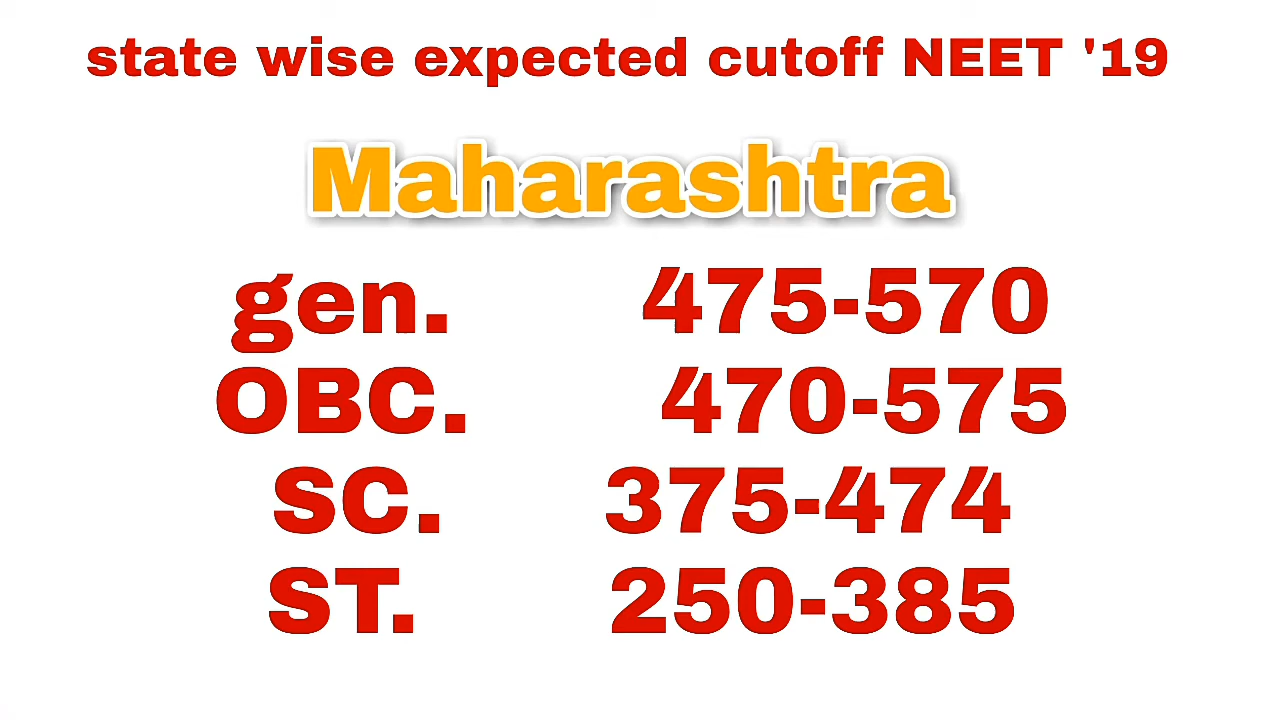 state wise expected cutoff NEET '19
Maharashtra
gen. 475-570
OBC. 470-575
SC. 375-474
ST. 250-385